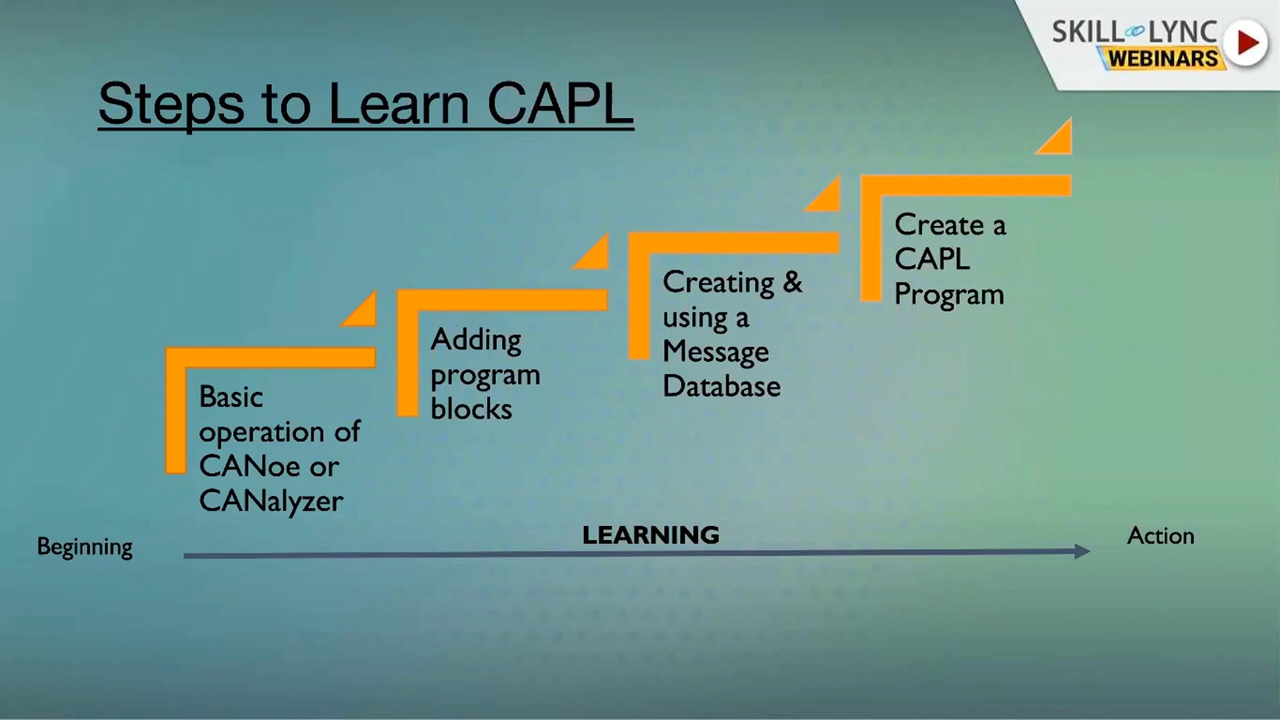 SKILL LYNC
WEBINARS
Steps to Learn CAPL
Basic
operation of
CANoe or
CANalyzer
Adding
program
blocks
Creating &
using a
Message
Database
Create a
CAPL
Program
Beginning
LEARNING
Action